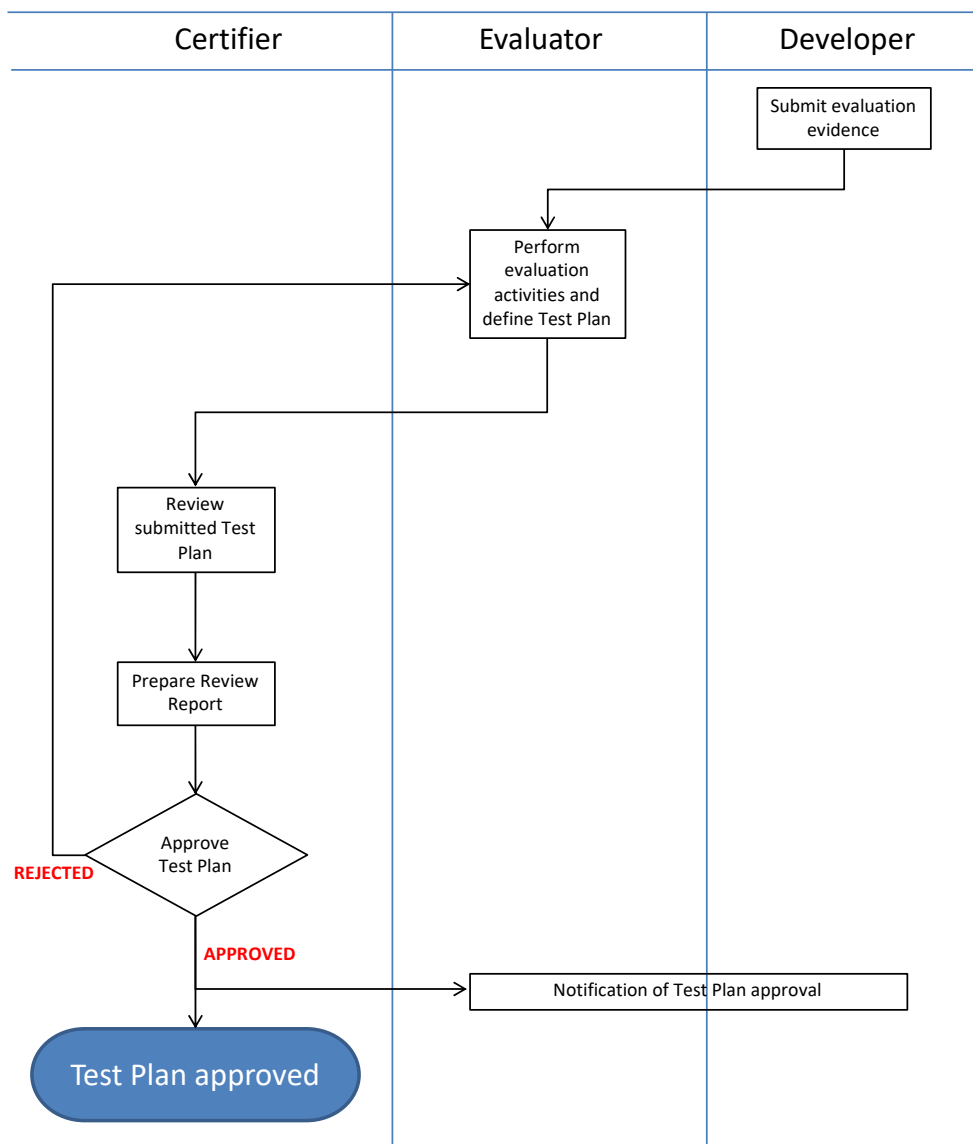 Certifier
Evaluator
Developer
Submit evaluation
evidence
Perform
evaluation
activities and
define Test Plan
Review
submitted Test
Plan
Prepare Review
Report
Approve
Test Plan
REJECTED
APPROVED
Notification of Test Plan approval
Test Plan approved